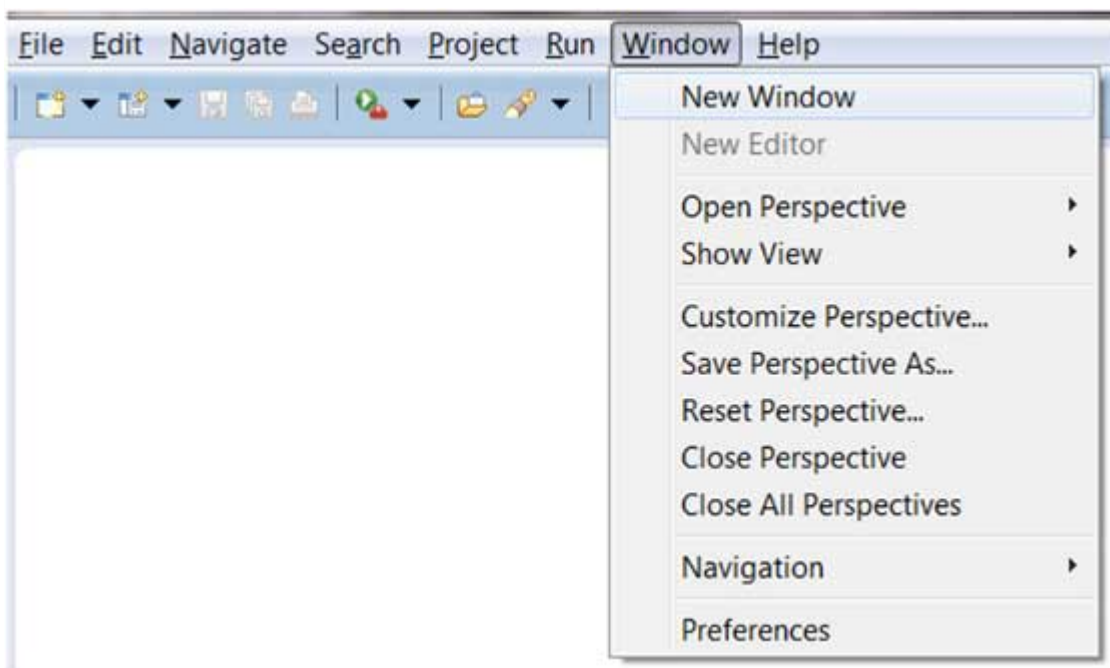 File Edit Navigate Search Project Run Window Help
New Window
New Editor
Open Perspective
Show View
Customize Perspective...
Save Perspective As...
Reset Perspective...
Close Perspective
Close All Perspectives
Navigation
Preferences